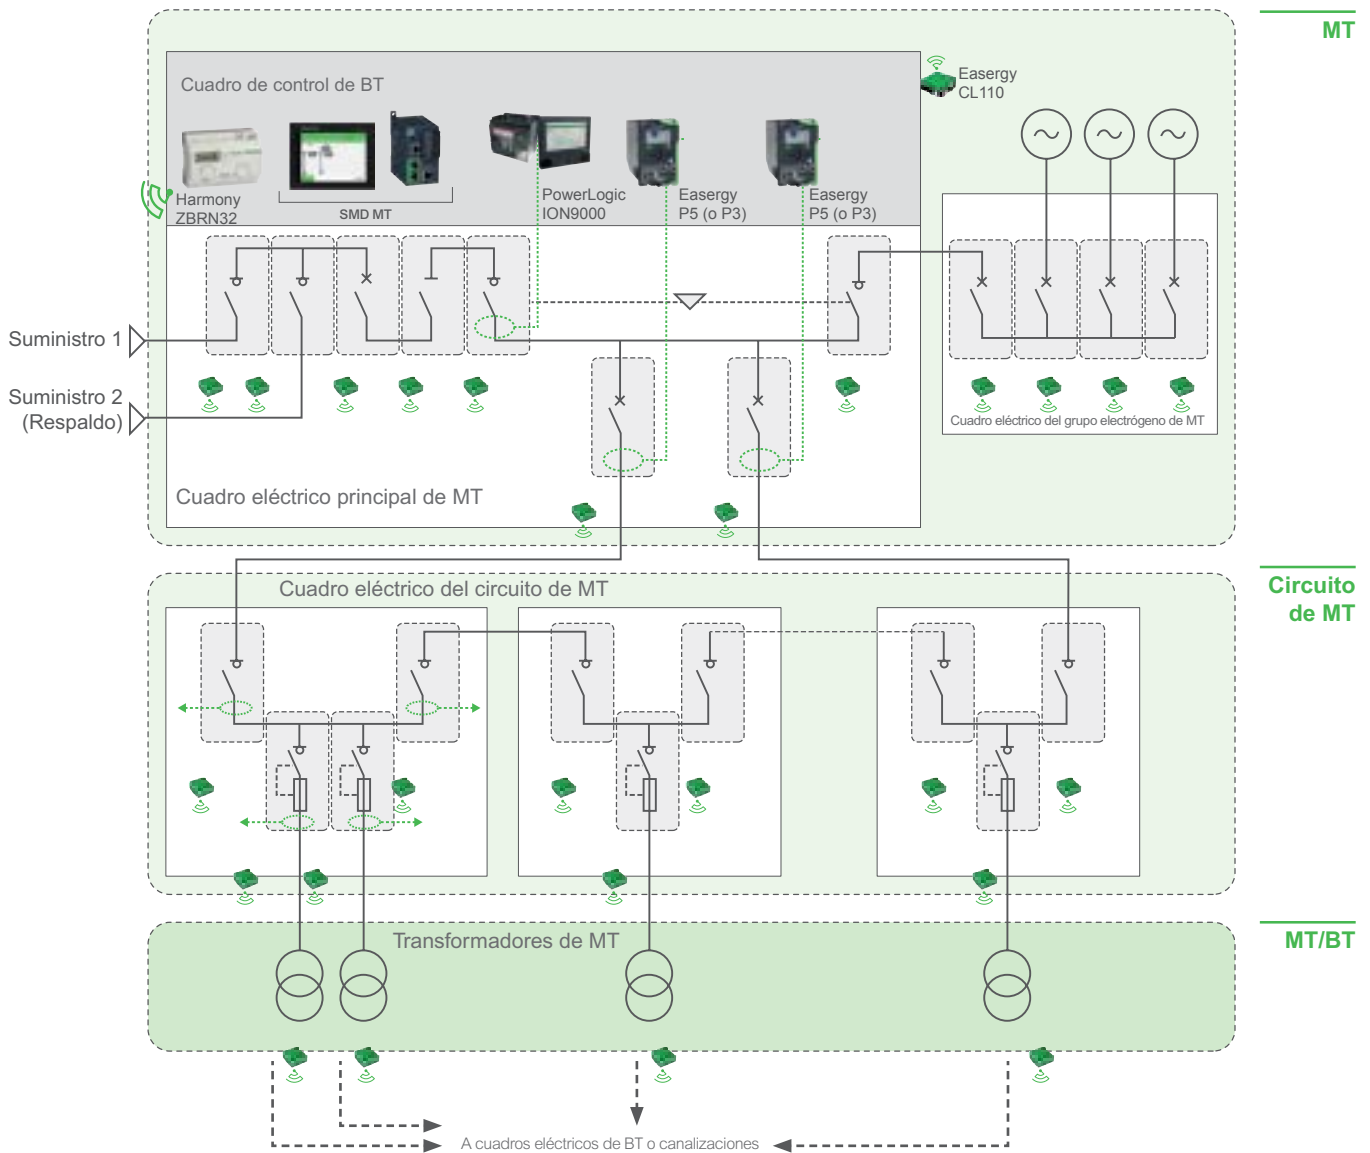 MT
Easergy
CL110
Cuadro de control de BT
Harmony
ZBRN32
SMD MT
PowerLogic
ION9000
Easergy
P5 (o P3)
Easergy
P5 (o P3)
Suministro 1
Suministro 2
(Respaldo)
Cuadro eléctrico del grupo electrógeno de MT
Cuadro eléctrico principal de MT
Circuito
de MT
Cuadro eléctrico del circuito de MT
MT/BT
Transformadores de MT
A cuadros eléctricos de BT o canalizaciones